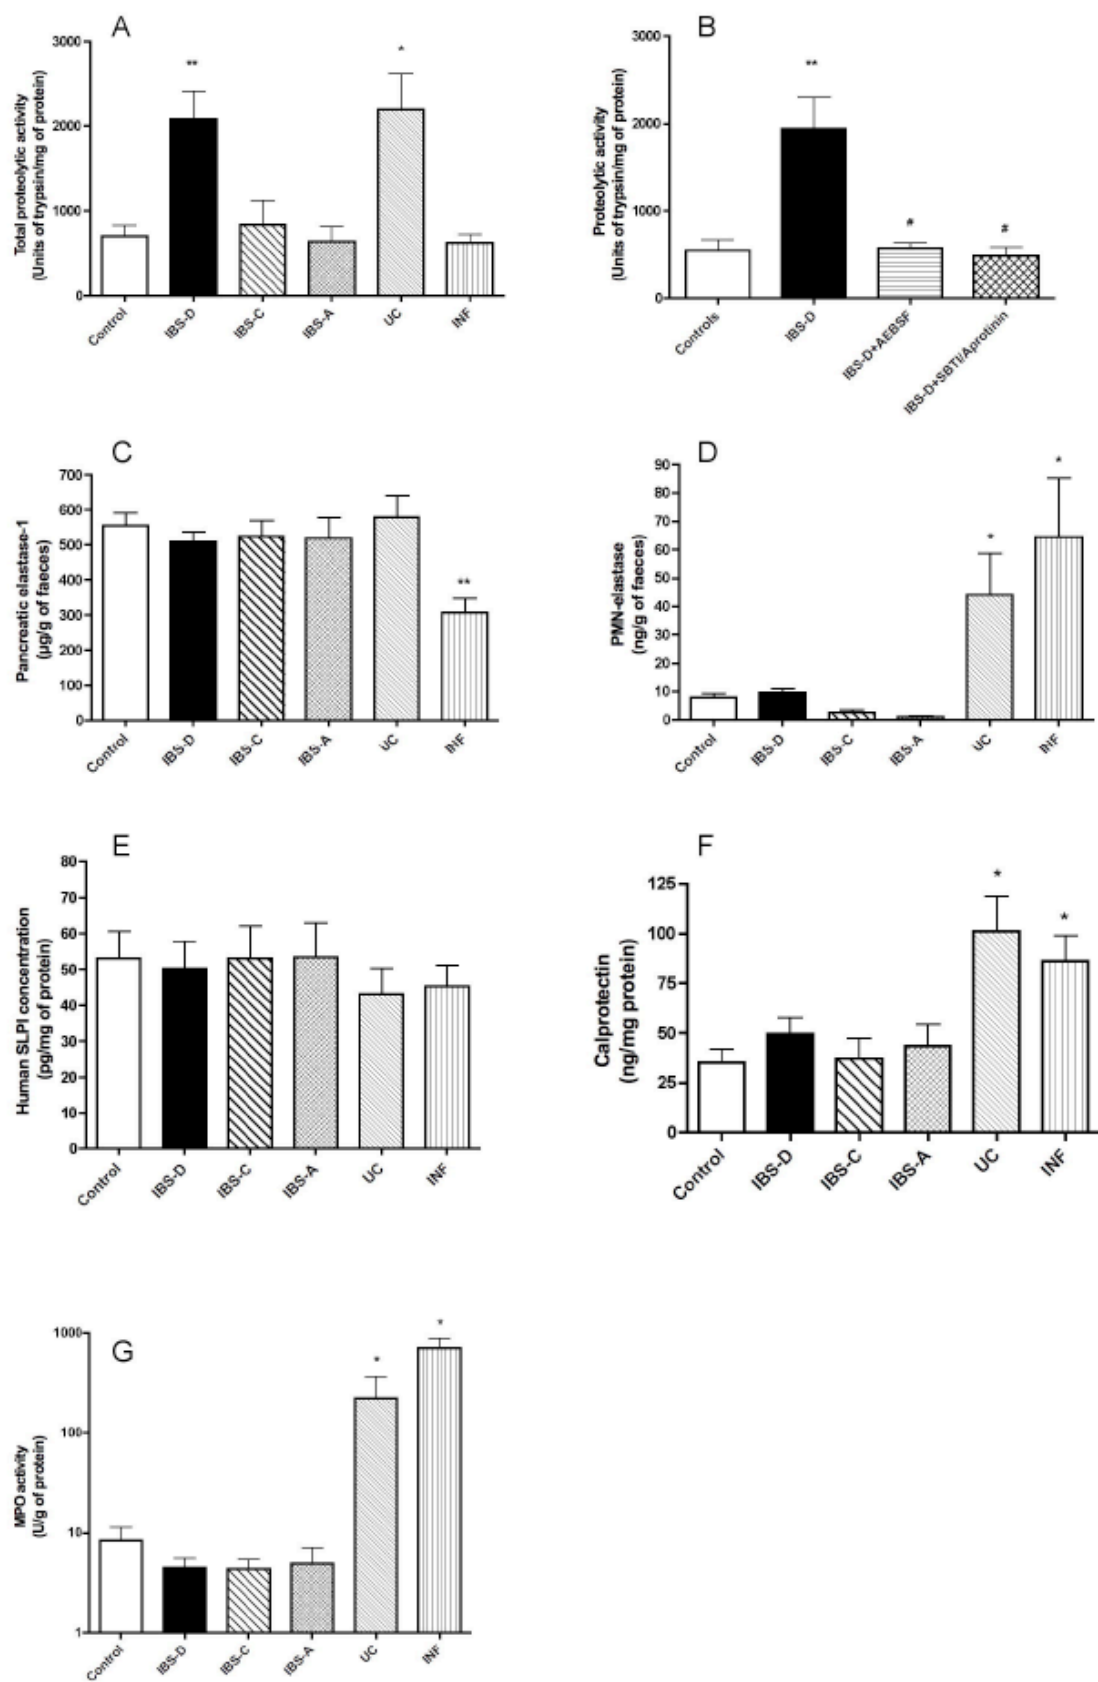 A
Total proteolytic activity
(Units of trypsin/mg of protein)
3000
2000
1000
0
**
*
Control
IBS-D
IBS-C
IBS-A
UC
INF
B
Proteolytic activity
(Units of trypsin/mg of protein)
3000
2000
1000
0
**
#
#
Controls
IBS-D
IBS-D+AEBSF
IBS-D+SBTI/Aprotinin
C
Pancreatic elastase-1
(µg/g of faeces)
700
600
500
400
300
200
100
0
**
Control
IBS-D
IBS-C
IBS-A
UC
INF
D
PMN-elastase
(ng/g of faeces)
90
80
70
60
50
40
30
20
10
0
*
*
Control
IBS-D
IBS-C
IBS-A
UC
INF
E
Human SLPI concentration
(pg/mg of protein)
80
70
60
50
40
30
20
10
0
Control
IBS-D
IBS-C
IBS-A
UC
INF
F
Calprotectin
(ng/mg protein)
125
100
75
50
25
0
*
*
Control
IBS-D
IBS-C
IBS-A
UC
INF
G
MPO activity
(U/g of protein)
1000
100
10
1
*
*
Control
IBS-D
IBS-C
IBS-A
UC
INF